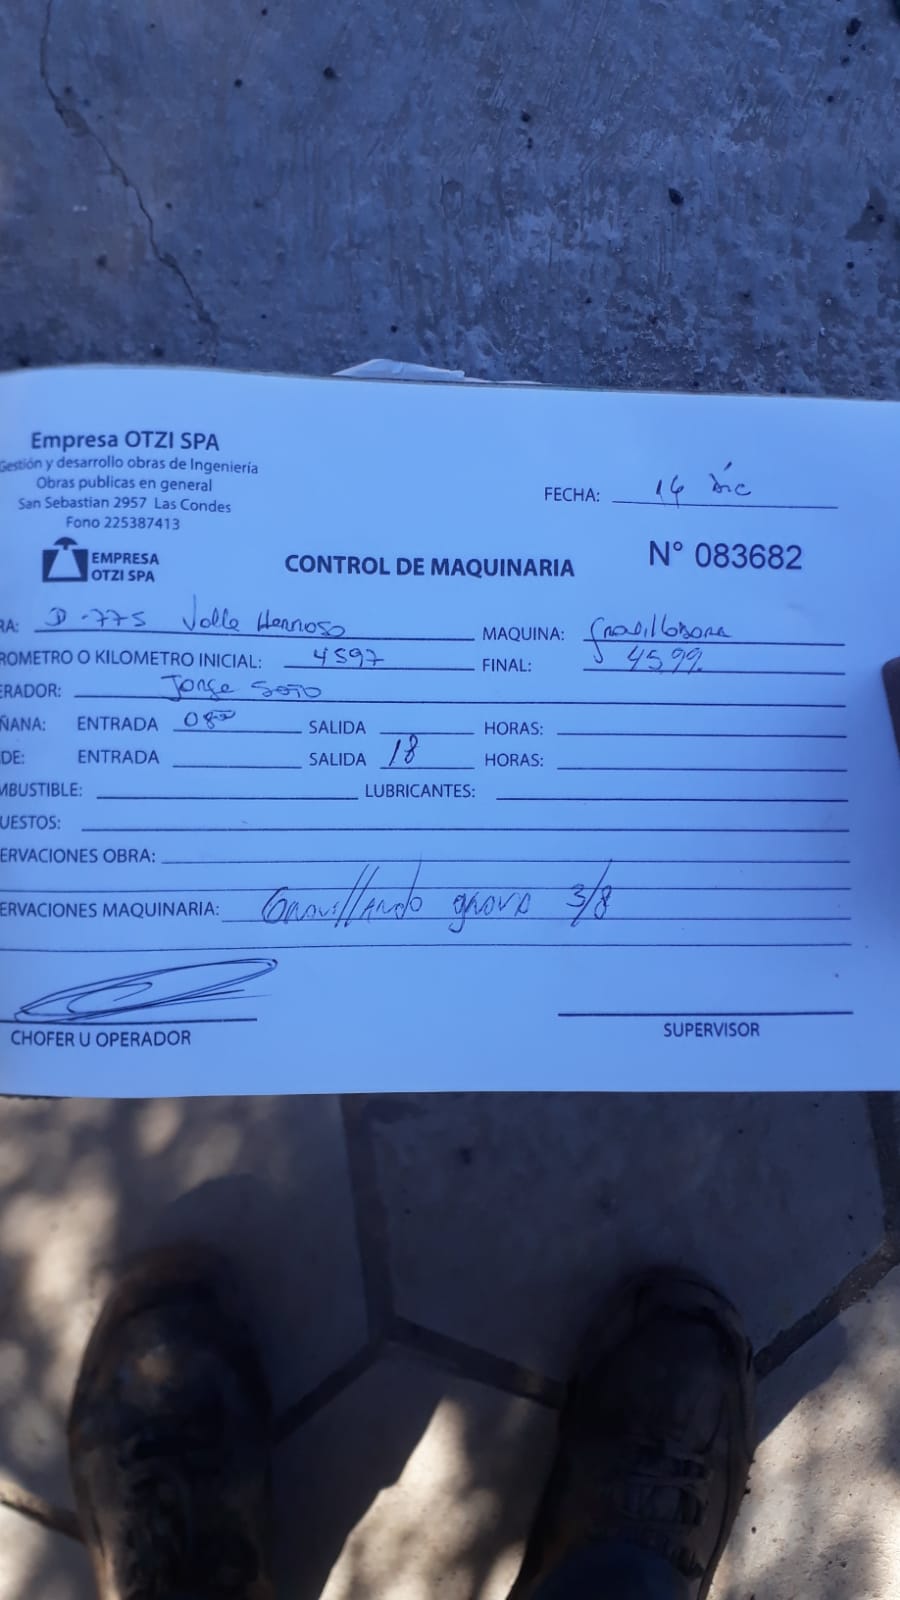 Empresa OTZI SPA
Gestión y desarrollo obras de Ingeniería
Obras publicas en general
San Sebastian 2957 Las Condes
Fono 225387413
FECHA: 14 Dic
EMPRESA
OTZI SPA
CONTROL DE MAQUINARIA
N° 083682
RA: D-775 Valle Hermoso MAQUINA: Gravilladora
ROMETRO O KILOMETRO INICIAL: 4597 FINAL: 4599
ERADOR: Jorge Soto
ÑANA: ENTRADA 08 00 SALIDA HORAS:
DE: ENTRADA SALIDA 18 HORAS:
MBUSTIBLE: LUBRICANTES:
UESTOS:
ERVACIONES OBRA:
ERVACIONES MAQUINARIA: Gravillando grava 3/8
CHOFER U OPERADOR
SUPERVISOR